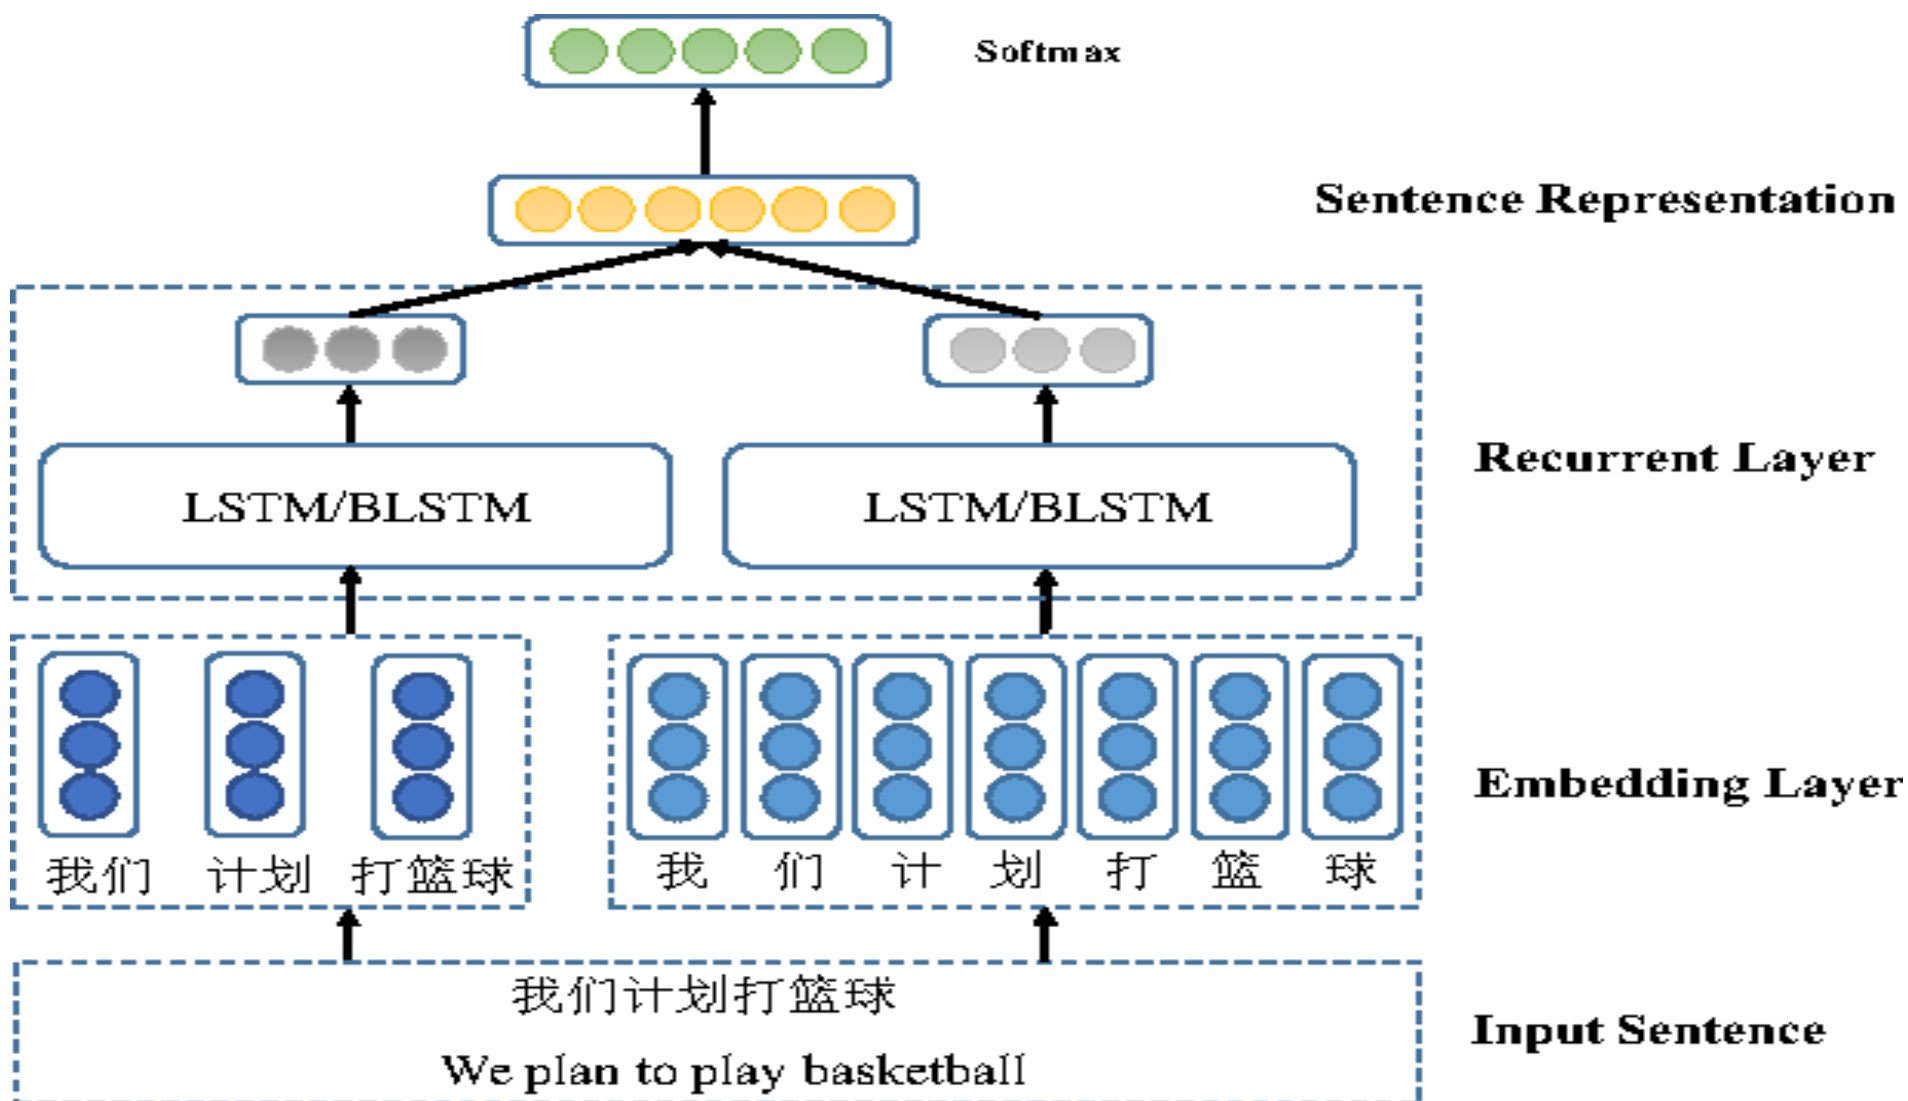 Softmax
Sentence Representation
LSTM/BLSTM
LSTM/BLSTM
Recurrent Layer
我们 计划 打篮球
我 们 计 划 打 篮 球
Embedding Layer
我们计划打篮球
We plan to play basketball
Input Sentence